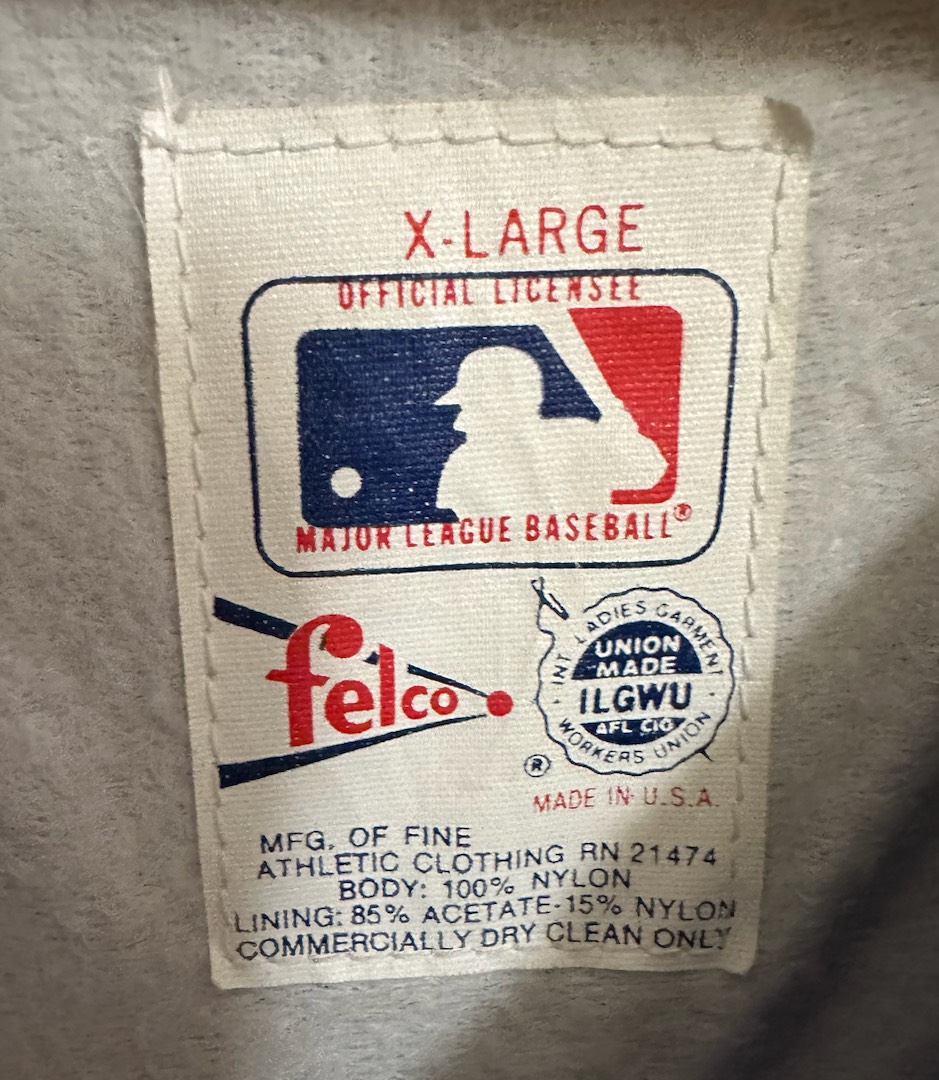 X-LARGE
OFFICIAL LICENSEE
MAJOR LEAGUE BASEBALL®
felco
INT. LADIES GARMENT
UNION
MADE
ILGWU
AFL CIO
WORKERS UNION
®
MADE IN U.S.A.
MFG. OF FINE
ATHLETIC CLOTHING RN 21474
BODY: 100% NYLON
LINING: 85% ACETATE-15% NYLON
COMMERCIALLY DRY CLEAN ONLY